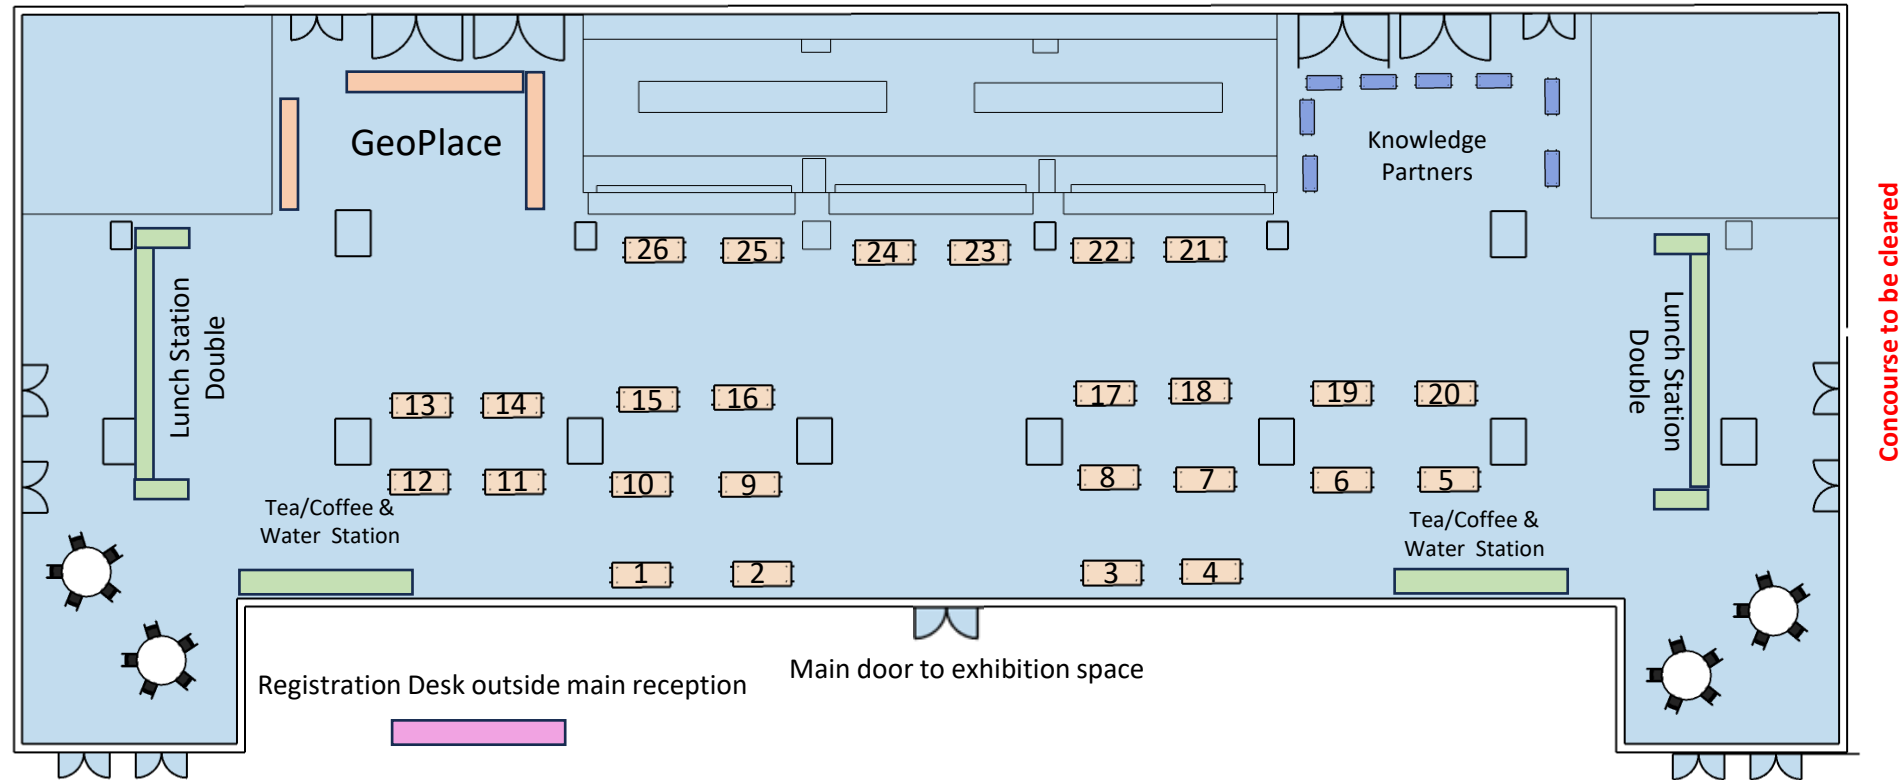 GeoPlace
Knowledge
Partners
26
25
24
23
22
21
Lunch Station
Double
Lunch Station
Double
Concourse to be cleared
13
14
15
16
17
18
19
20
12
11
10
9
8
7
6
5
Tea/Coffee &
Water Station
Tea/Coffee &
Water Station
1
2
3
4
Main door to exhibition space
Registration Desk outside main reception